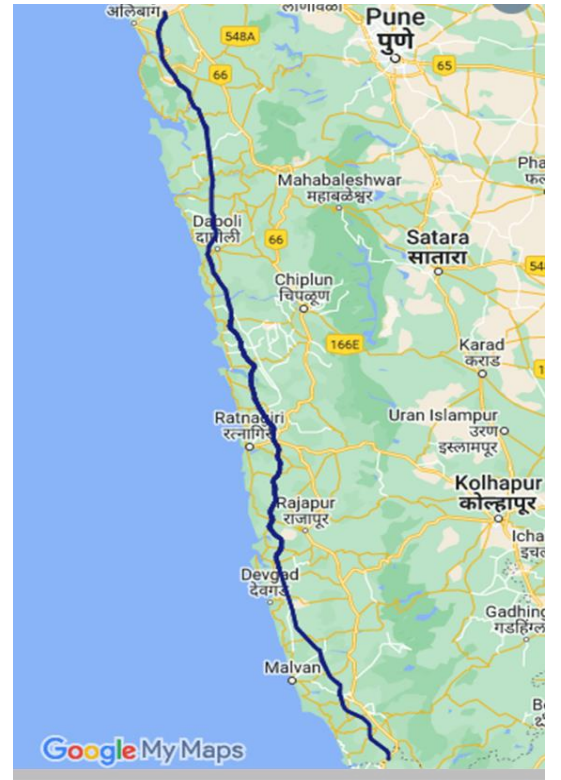 अलिबाग
Pune
पुणे
548A
65
66
Mahabaleshwar
महाबळेश्वर
Dapoli
दापोली
66
Satara
सातारा
Chiplun
चिपळूण
166E
Karad
कराड
Ratnagiri
Uran Islampur
उरण
इस्लामपूर
Kolhapur
कोल्हापूर
Rajapur
राजापूर
Devgad
Malvan
Google My Maps